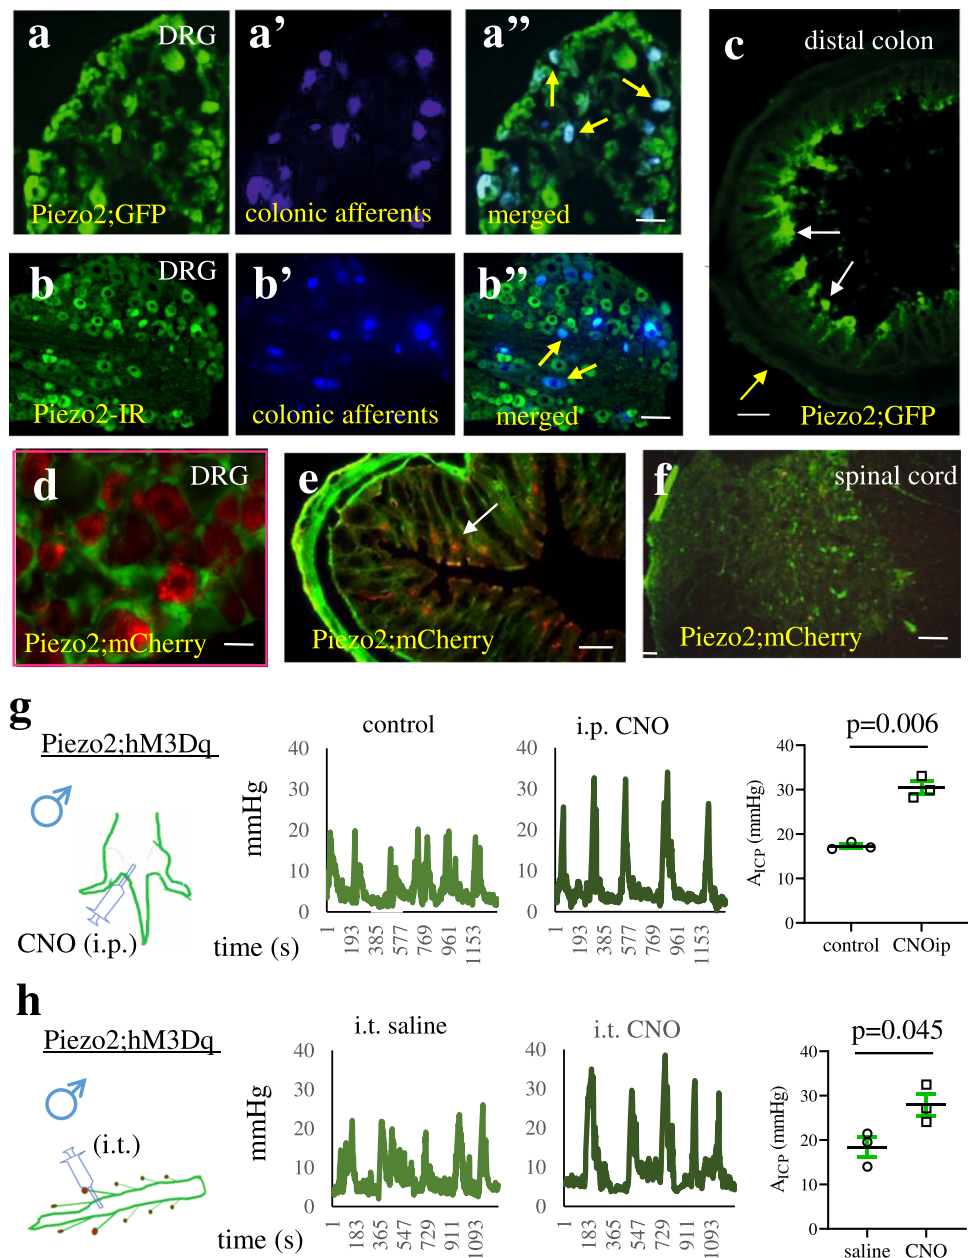 a DRG
Piezo2;GFP
a’
colonic afferents
a’’
merged
c distal colon
Piezo2;GFP
b DRG
Piezo2-IR
b’
colonic afferents
b’’
merged
d DRG
Piezo2;mCherry
e
Piezo2;mCherry
f spinal cord
Piezo2;mCherry
g
Piezo2;hM3Dq
CNO (i.p.)
control
mmHg
40
30
20
10
0
1 193 385 577 769 961 1153
time (s)
i.p. CNO
40
30
20
10
0
1 193 385 577 769 961 1153
p=0.006
AICP (mmHg)
40
30
20
10
0
control CNOip
h
Piezo2;hM3Dq
(i.t.)
i.t. saline
mmHg
40
30
20
10
0
1 183 365 547 729 911 1093
time (s)
i.t. CNO
40
30
20
10
0
1 183 365 547 729 911 1093
p=0.045
AICP (mmHg)
40
30
20
10
0
saline CNO